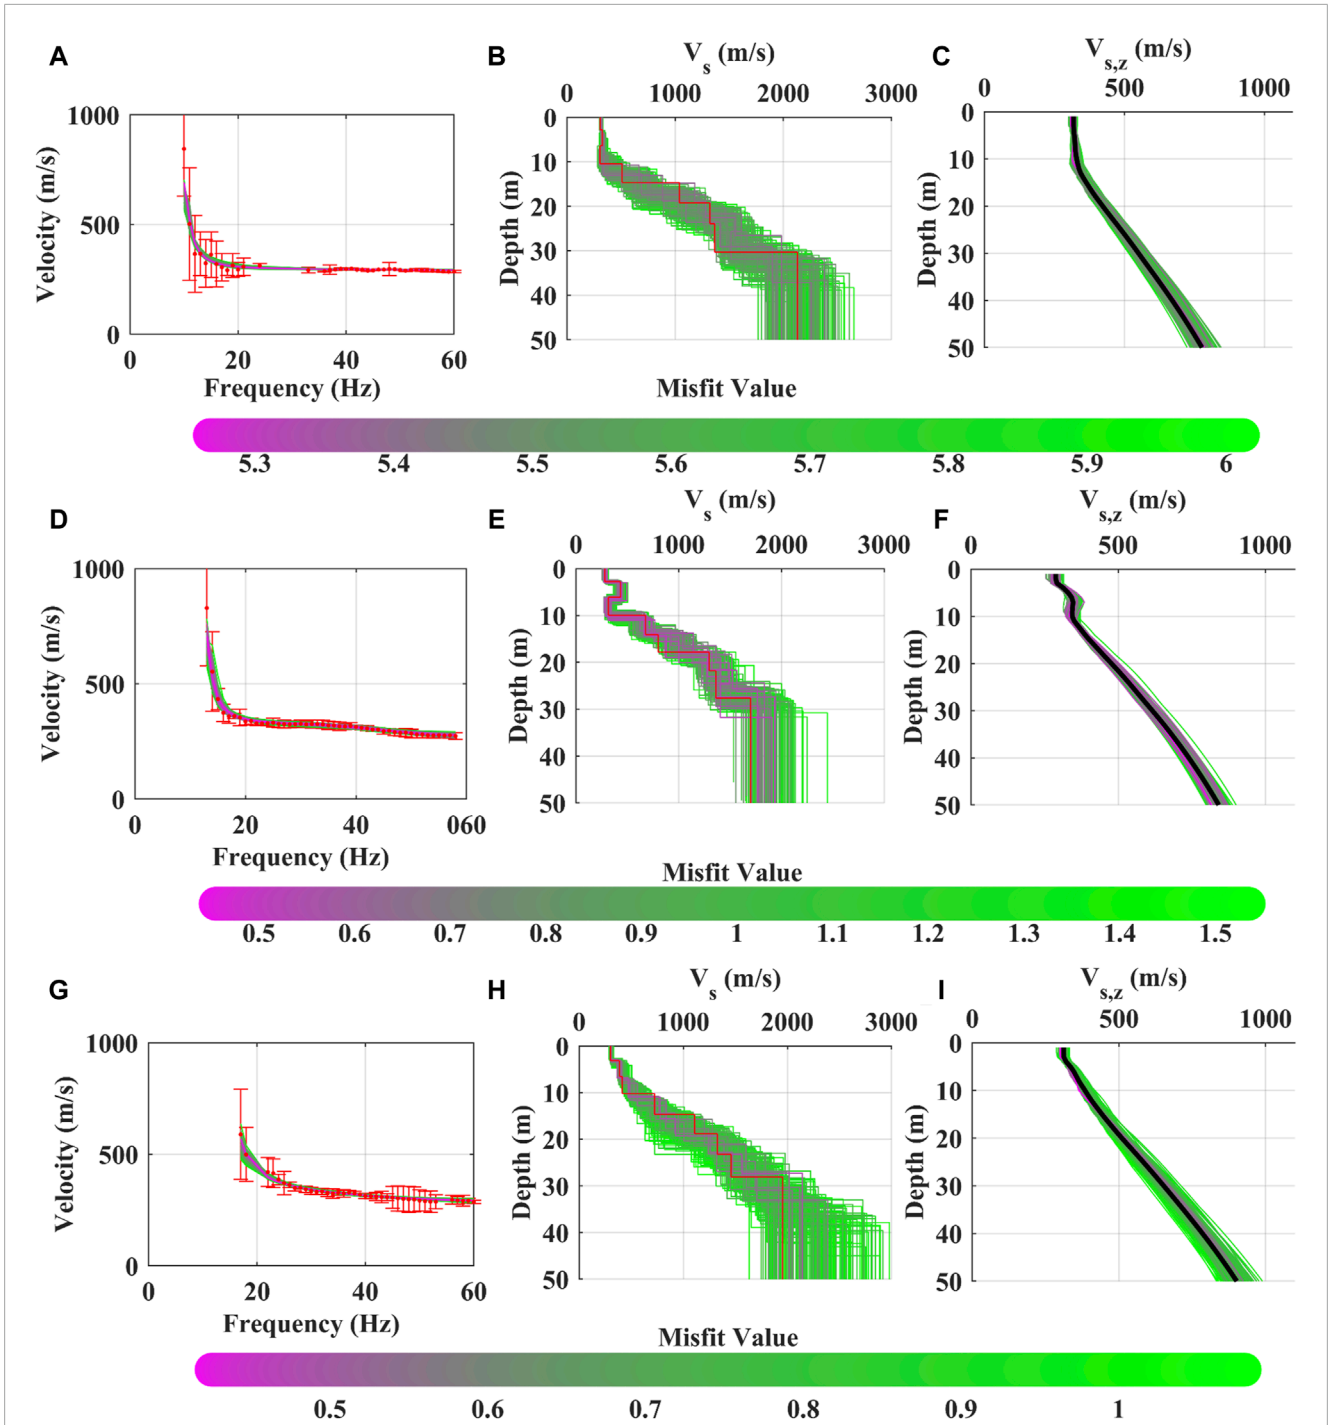 A
B
C
V_s (m/s)
V_s,z (m/s)
0 1000 2000 3000
0 500 1000
Velocity (m/s)
1000
500
0
0 20 40 60
Frequency (Hz)
Depth (m)
0
10
20
30
40
50
Depth (m)
0
10
20
30
40
50
Misfit Value
5.3 5.4 5.5 5.6 5.7 5.8 5.9 6
D
E
F
V_s (m/s)
V_s,z (m/s)
0 1000 2000 3000
0 500 1000
Velocity (m/s)
1000
500
0
0 20 40 060
Frequency (Hz)
Depth (m)
0
10
20
30
40
50
Depth (m)
0
10
20
30
40
50
Misfit Value
0.5 0.6 0.7 0.8 0.9 1 1.1 1.2 1.3 1.4 1.5
G
H
I
V_s (m/s)
V_s,z (m/s)
0 1000 2000 3000
0 500 1000
Velocity (m/s)
1000
500
0
0 20 40 60
Frequency (Hz)
Depth (m)
0
10
20
30
40
50
Depth (m)
0
10
20
30
40
50
Misfit Value
0.5 0.6 0.7 0.8 0.9 1